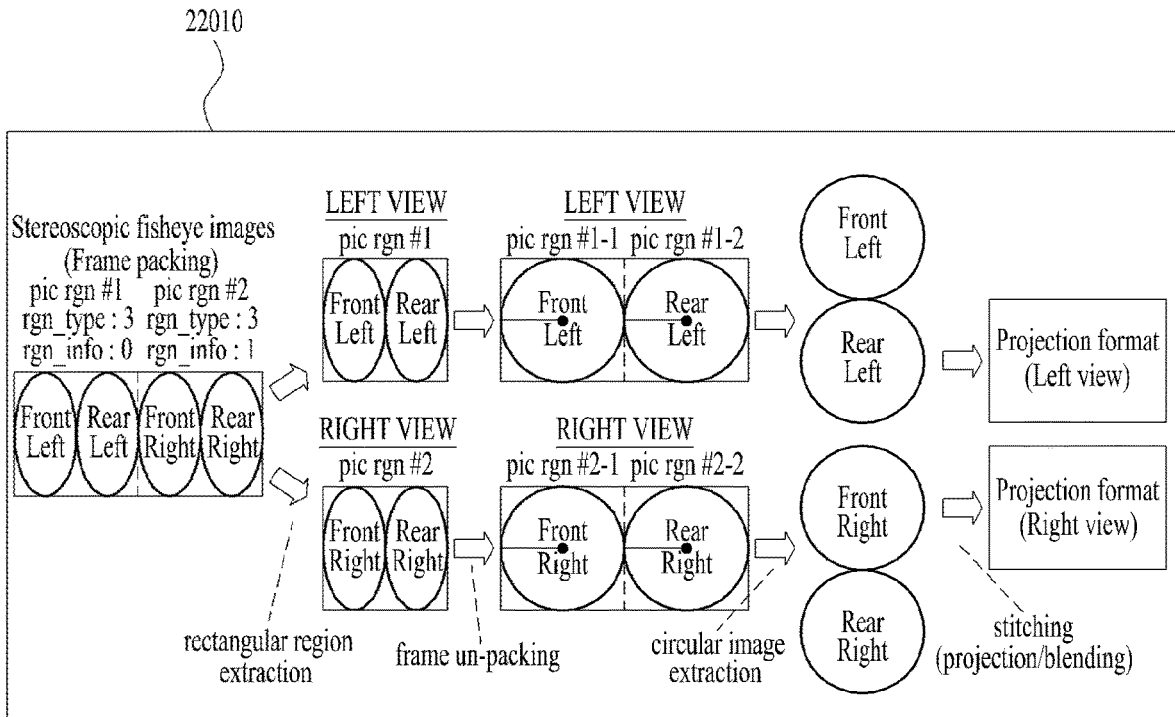 22010
Stereoscopic fisheye images
(Frame packing)
pic rgn #1 pic rgn #2
rgn_type : 3 rgn_type : 3
rgn_info : 0 rgn_info : 1
Front
Left
Rear
Left
Front
Right
Rear
Right
LEFT VIEW
pic rgn #1
Front
Left
Rear
Left
LEFT VIEW
pic rgn #1-1 pic rgn #1-2
Front
Left
Rear
Left
Front
Left
Rear
Left
Projection format
(Left view)
RIGHT VIEW
pic rgn #2
Front
Right
Rear
Right
RIGHT VIEW
pic rgn #2-1 pic rgn #2-2
Front
Right
Rear
Right
Front
Right
Rear
Right
Projection format
(Right view)
rectangular region
extraction
frame un-packing
circular image
extraction
stitching
(projection/blending)